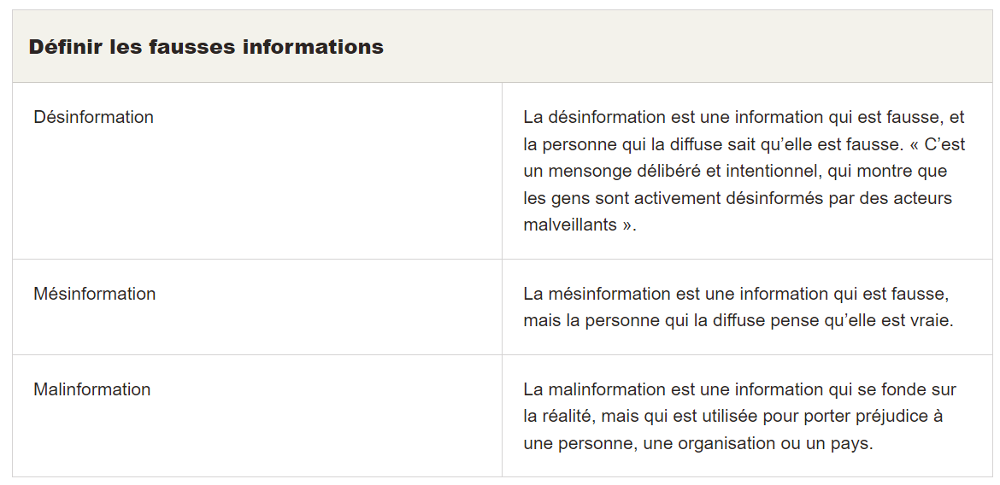 Définir les fausses informations
Désinformation
La désinformation est une information qui est fausse, et
la personne qui la diffuse sait qu’elle est fausse. « C’est
un mensonge délibéré et intentionnel, qui montre que
les gens sont activement désinformés par des acteurs
malveillants ».
Mésinformation
La mésinformation est une information qui est fausse,
mais la personne qui la diffuse pense qu’elle est vraie.
Malinformation
La malinformation est une information qui se fonde sur
la réalité, mais qui est utilisée pour porter préjudice à
une personne, une organisation ou un pays.